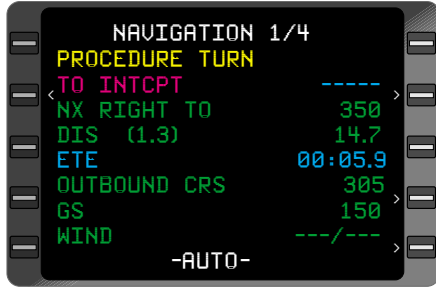 NAVIGATION 1/4
PROCEDURE TURN
‹TO INTCPT -----›
NX RIGHT TO 350
DIS (1.3) 14.7
ETE 00:05.9
OUTBOUND CRS 305›
GS 150
WIND ---/---›
-AUTO-